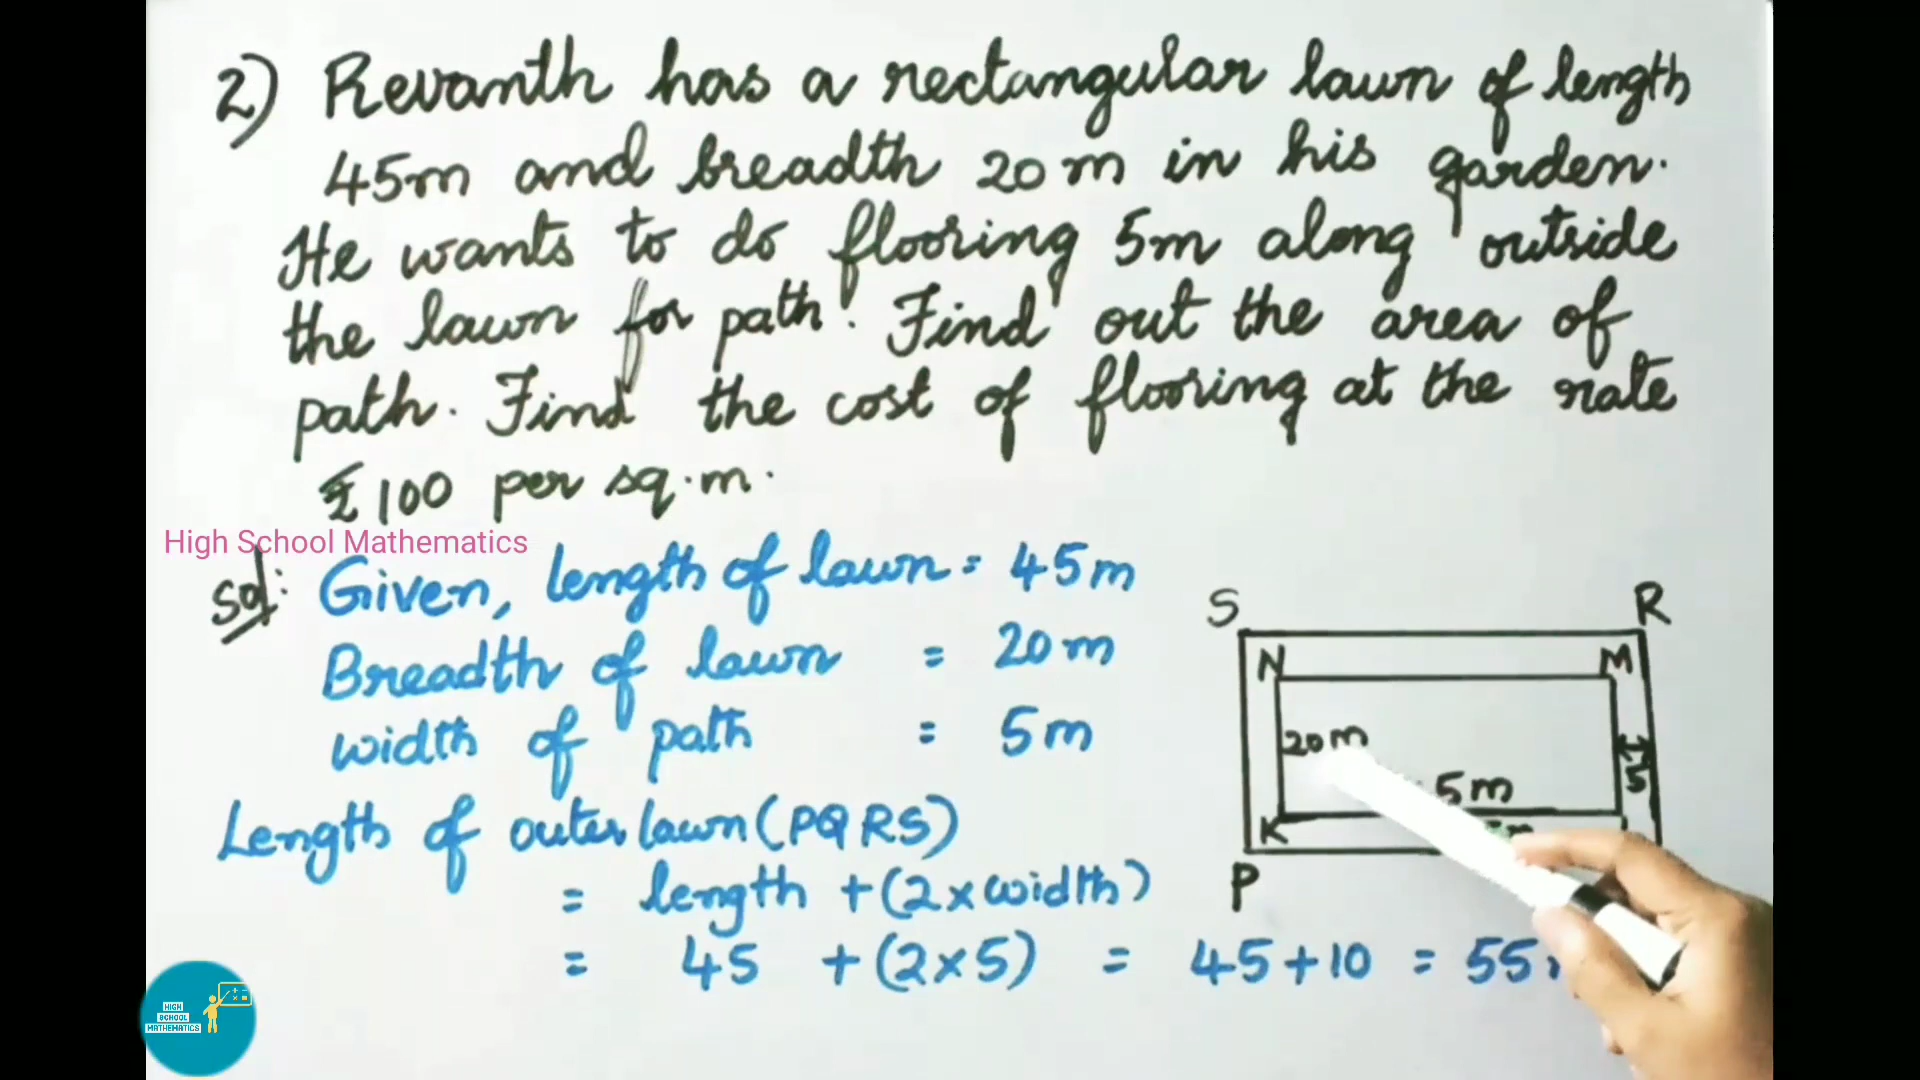 2) Revanth has a rectangular lawn of length
45m and breadth 20m in his garden.
He wants to do flooring 5m along outside
the lawn for path. Find out the area of
path. Find the cost of flooring at the rate
₹100 per sq.m.
High School Mathematics
Sol: Given, length of lawn = 45m
Breadth of lawn = 20m
width of path = 5m
Length of outer lawn (PQRS)
= length + (2×width)
= 45 + (2×5) = 45+10 = 55
S R
N M
20m
5m
5
K
P
HIGH
SCHOOL
MATHEMATICS